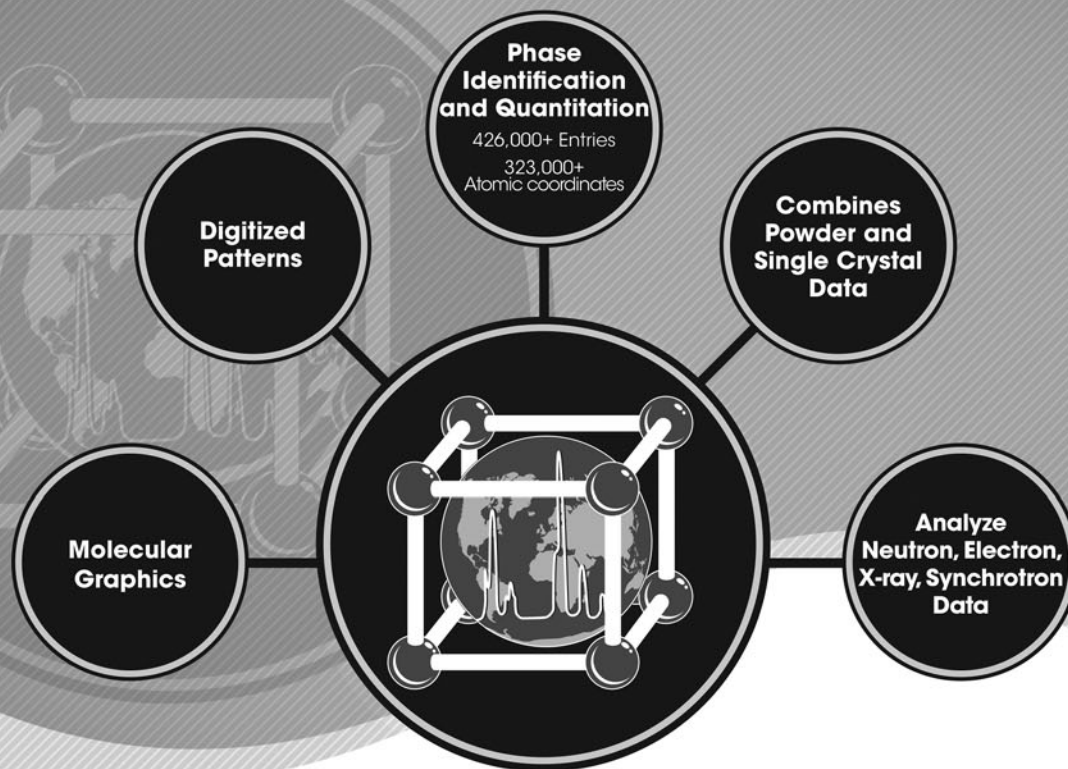 Phase
Identification
and Quantitation
426,000+ Entries
323,000+
Atomic coordinates
Digitized
Patterns
Combines
Powder and
Single Crystal
Data
Molecular
Graphics
Analyze
Neutron, Electron,
X-ray, Synchrotron
Data